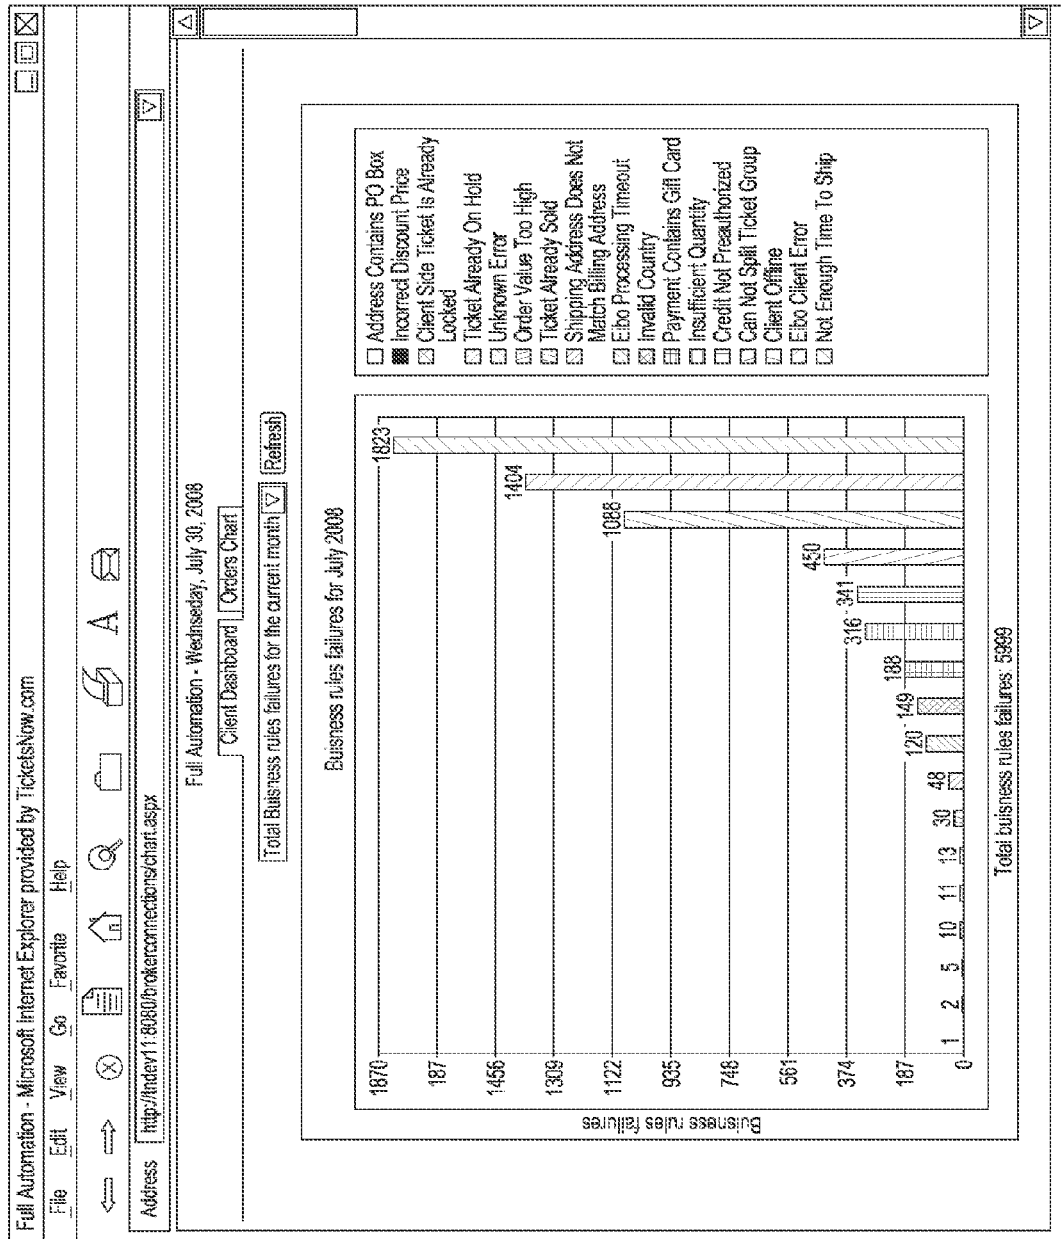 Full Automation - Microsoft Internet Explorer provided by TicketsNow.com
File Edit View Go Favorite Help
A
Address http://tndev11:8080/brokerconnections/chart.aspx
Full Automation - Wednseday, July 30, 2008
Client Dashboard Orders Chart
Total Buisness rules failures for the current month Refresh
Buisness rules failures for July 2008
Buisness rules failures
1870
187
1456
1309
1122
935
748
561
374
187
0
1 2 5 10 11 13 30 48 120 149 188 316 341 450 1088 1404 1823
Total buisness rules failures: 5999
Address Contains PO Box
Incorrect Discount Price
Client Side Ticket Is Already
Locked
Ticket Already On Hold
Unknown Error
Order Value Too High
Ticket Already Sold
Shipping Address Does Not
Match Billing Address
Eibo Processing Timeout
Invalid Country
Payment Contains Gift Card
Insufficient Quantity
Credit Not Preauthorized
Can Not Split Ticket Group
Client Offline
Eibo Client Error
Not Enough Time To Ship